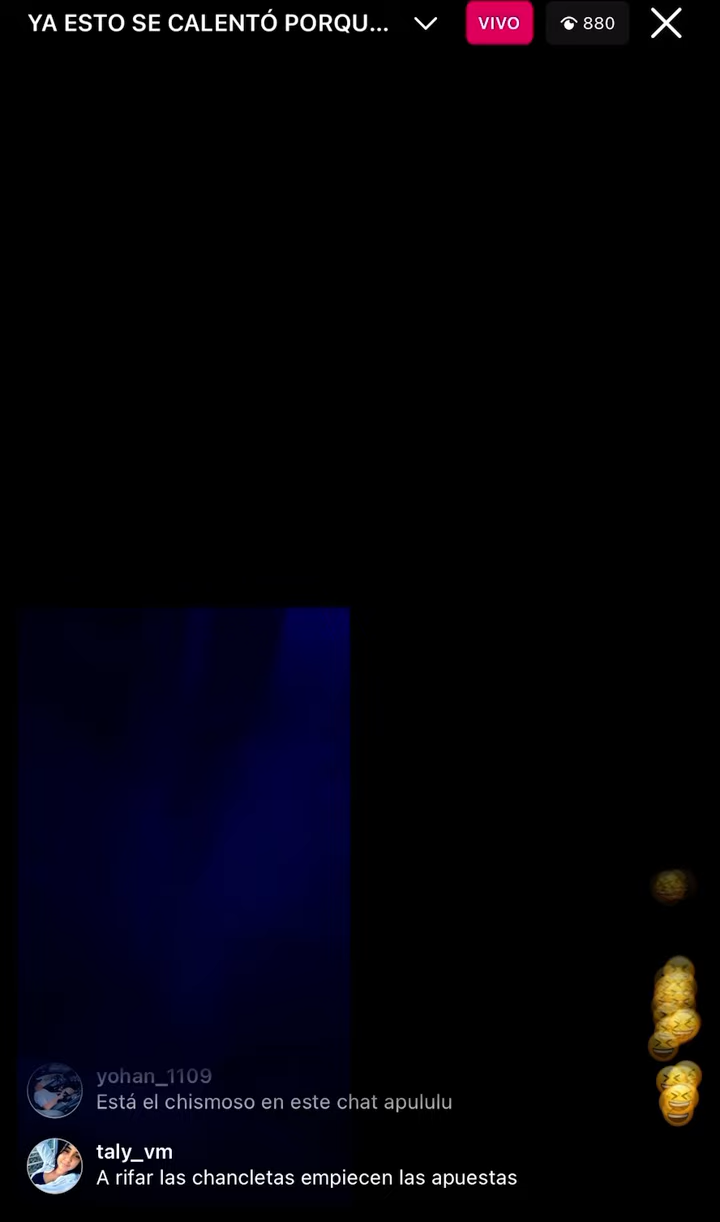 YA ESTO SE CALENTÓ PORQU...
VIVO
880
yohan_1109
Está el chismoso en este chat apululu
taly_vm
A rifar las chancletas empiecen las apuestas